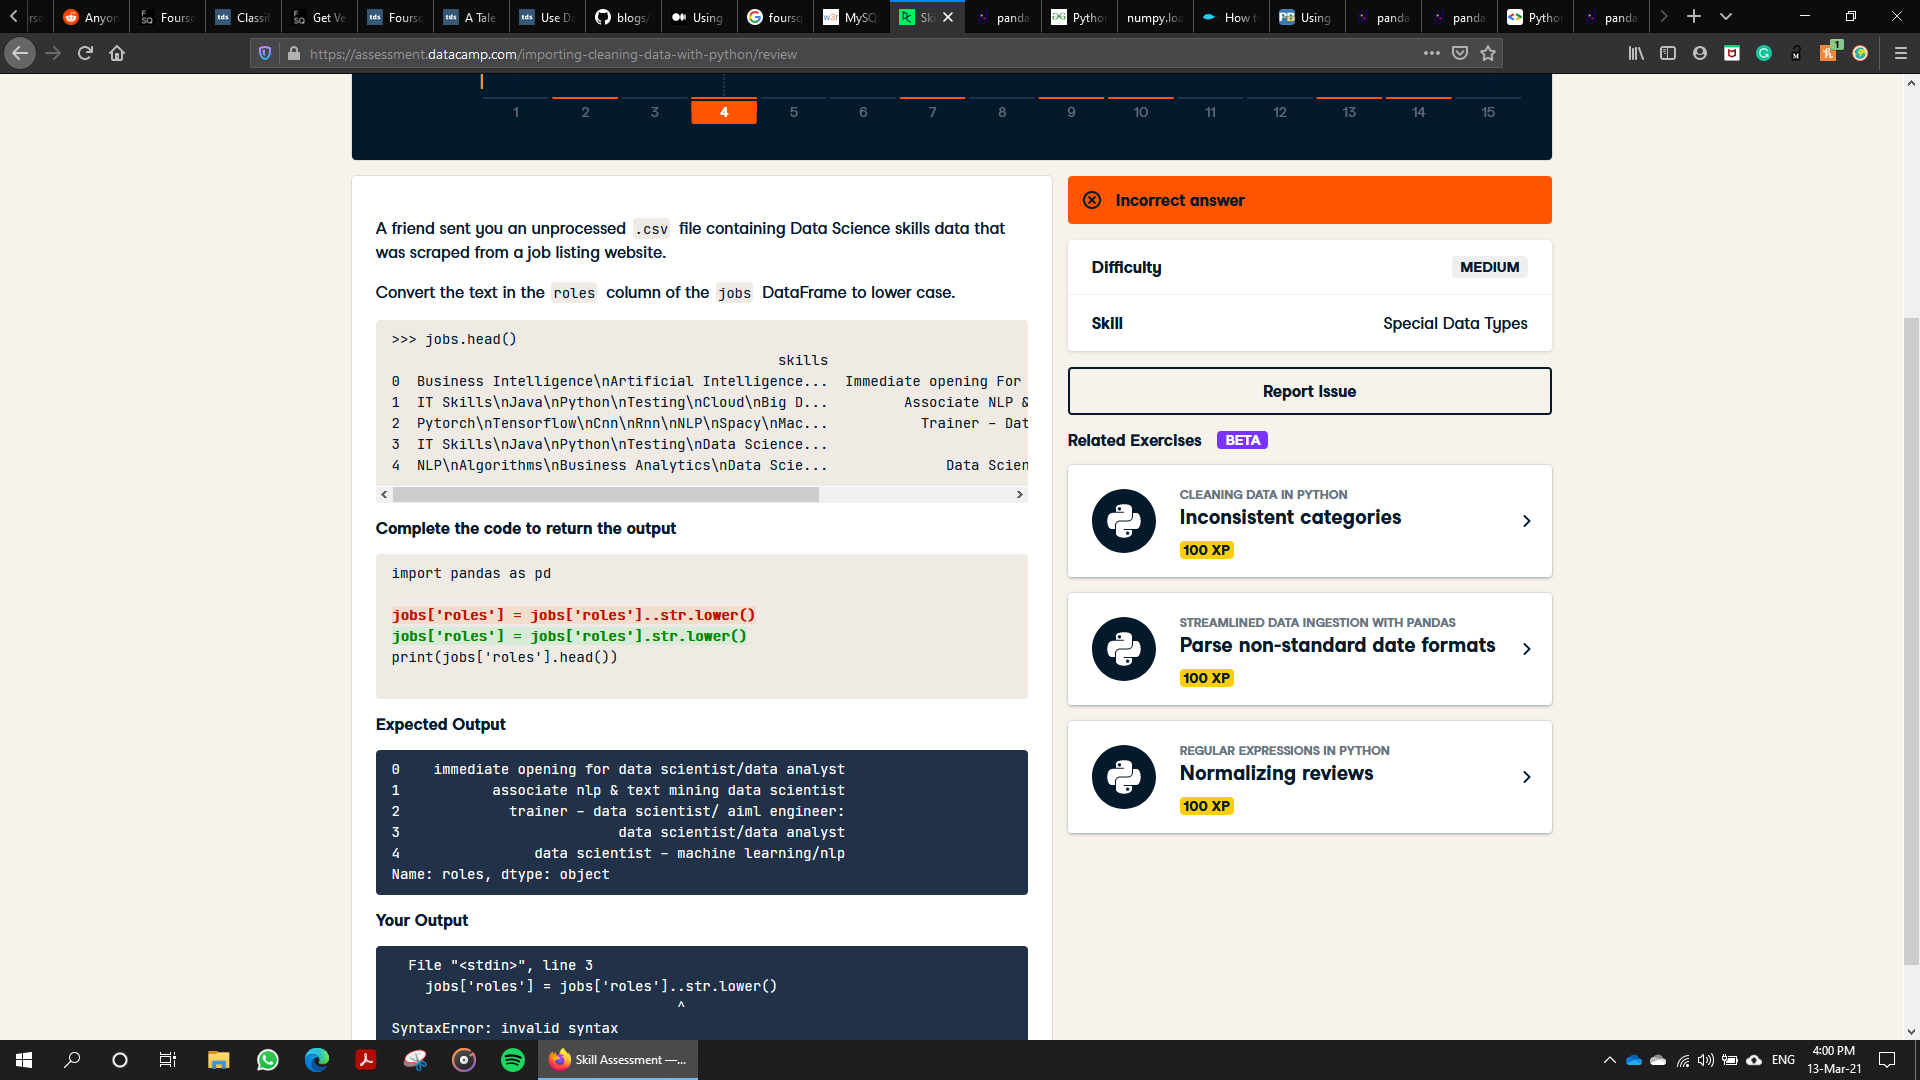 Anyon
Fours
Classif
Get Ve
Fours
A Tale
Use Da
blogs/
Using
foursq
MySQ
Ski
panda
Pytho
numpy.loa
How t
Using
panda
panda
Pytho
panda
https://assessment.datacamp.com/importing-cleaning-data-with-python/review
1 2 3 4 5 6 7 8 9 10 11 12 13 14 15
A friend sent you an unprocessed .csv file containing Data Science skills data that
was scraped from a job listing website.
Convert the text in the roles column of the jobs DataFrame to lower case.
>>> jobs.head()
skills
0 Business Intelligence\nArtificial Intelligence... Immediate opening For
1 IT Skills\nJava\nPython\nTesting\nCloud\nBig D... Associate NLP &
2 Pytorch\nTensorflow\nCnn\nRnn\nNLP\nSpacy\nMac... Trainer - Dat
3 IT Skills\nJava\nPython\nTesting\nData Science...
4 NLP\nAlgorithms\nBusiness Analytics\nData Scie... Data Scien
Complete the code to return the output
import pandas as pd
jobs['roles'] = jobs['roles']..str.lower()
jobs['roles'] = jobs['roles'].str.lower()
print(jobs['roles'].head())
Expected Output
0 immediate opening for data scientist/data analyst
1 associate nlp & text mining data scientist
2 trainer - data scientist/ aiml engineer:
3 data scientist/data analyst
4 data scientist - machine learning/nlp
Name: roles, dtype: object
Your Output
File "<stdin>", line 3
jobs['roles'] = jobs['roles']..str.lower()
^
SyntaxError: invalid syntax
Incorrect answer
Difficulty MEDIUM
Skill Special Data Types
Report Issue
Related Exercises BETA
CLEANING DATA IN PYTHON
Inconsistent categories
100 XP
STREAMLINED DATA INGESTION WITH PANDAS
Parse non-standard date formats
100 XP
REGULAR EXPRESSIONS IN PYTHON
Normalizing reviews
100 XP
Skill Assessment —...
ENG
4:00 PM
13-Mar-21